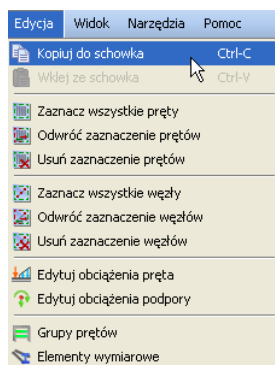 Edycja Widok Narzędzia Pomoc
Kopiuj do schowka Ctrl-C
Wklej ze schowka Ctrl-V
Zaznacz wszystkie pręty
Odwróć zaznaczenie prętów
Usuń zaznaczenie prętów
Zaznacz wszystkie węzły
Odwróć zaznaczenie węzłów
Usuń zaznaczenie węzłów
Edytuj obciążenia pręta
Edytuj obciążenia podpory
Grupy prętów
Elementy wymiarowe